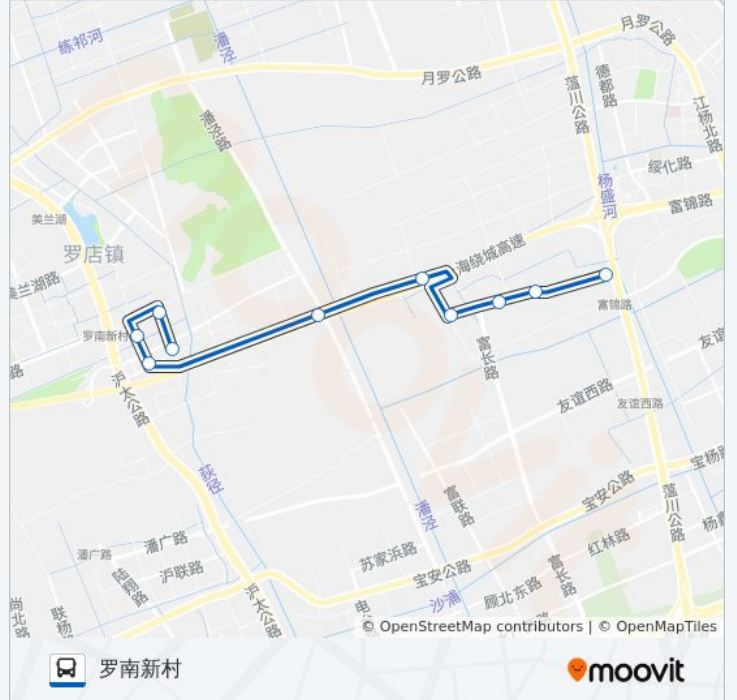 月罗公路
练祁河
潘泾
月罗公路
德都路
蕰川公路
江杨北路
潘泾路
绥化路
杨盛河
富锦路
美兰湖
罗店镇
海绕城高速
美兰湖路
富锦路
罗南新村
友谊
富长路
路
沪太公路
友谊西路
友谊西路
宝杨路
荻泾
宝安公路
富联路
潘泾
蕰川公路
杨鑫
潘广路
潘广路
红林路
苏家浜路
沪联路
陆翔路
宝安公路
富长路
顾北东路
沪太公路
沙浦
尚北路
联杨
电
© OpenStreetMap contributors | © OpenMapTiles
罗南新村
moovit